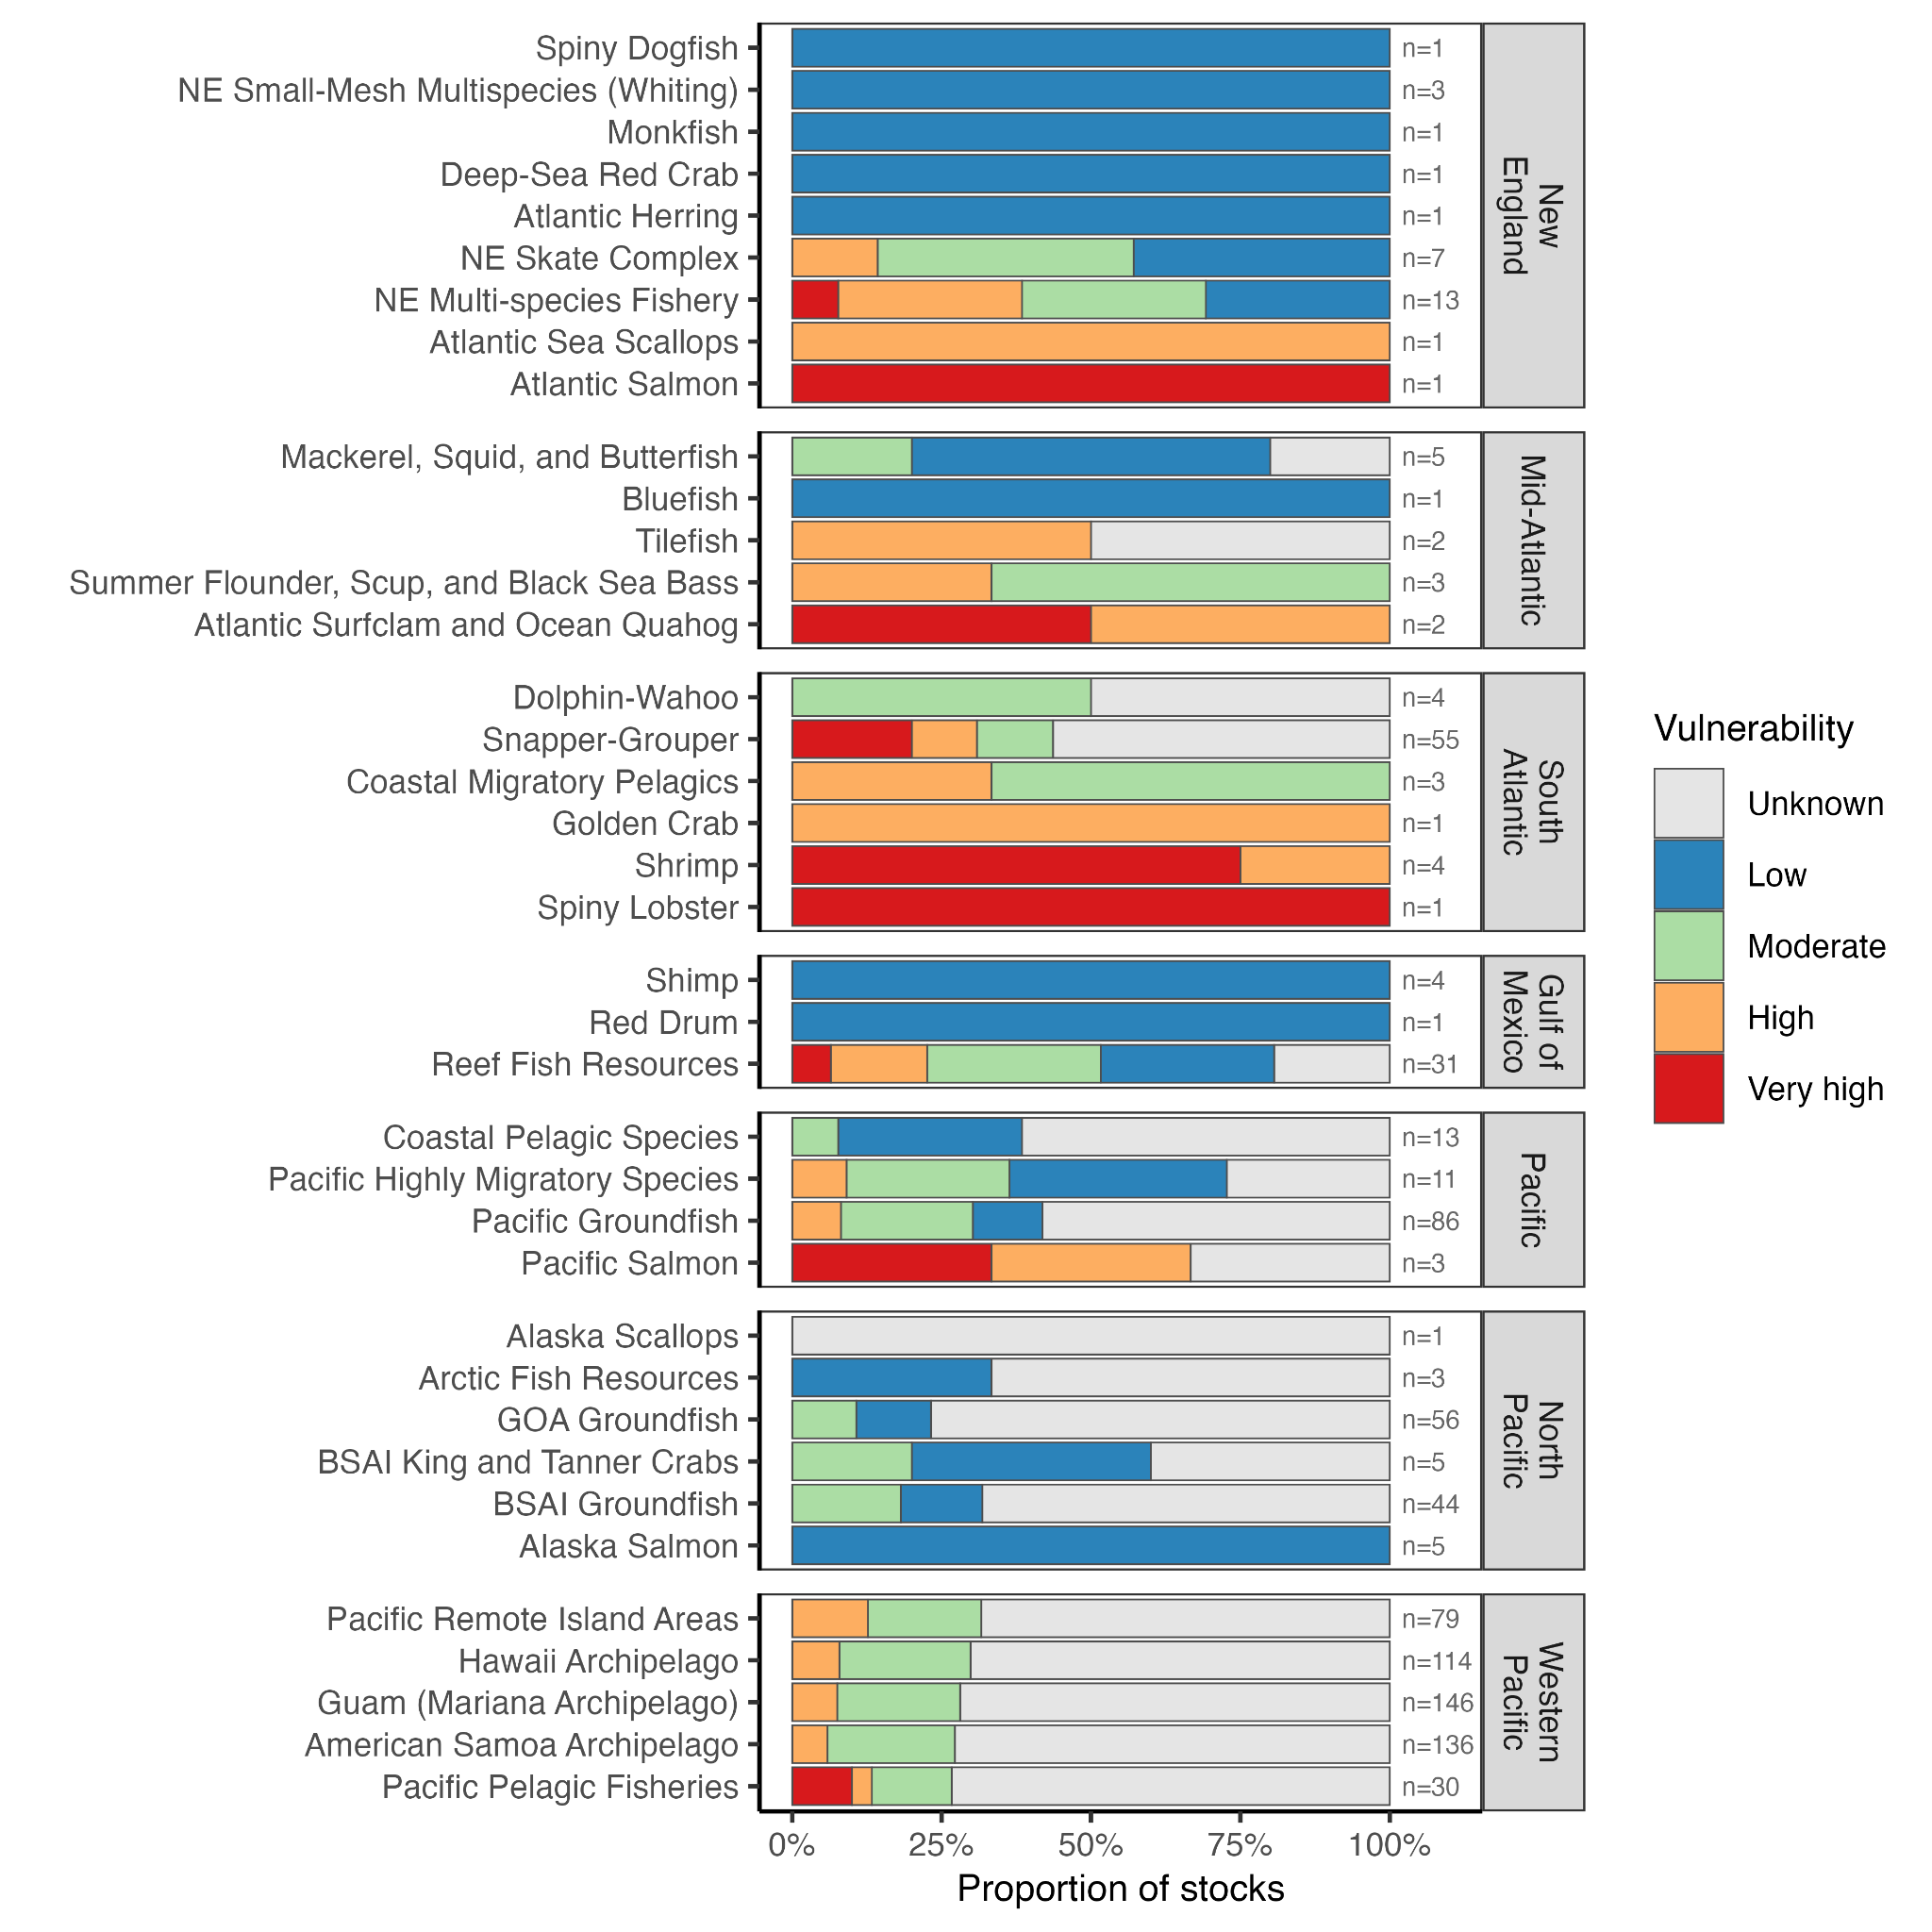 Spiny Dogfish n=1
NE Small-Mesh Multispecies (Whiting) n=3
Monkfish n=1
Deep-Sea Red Crab n=1
Atlantic Herring n=1
NE Skate Complex n=7
NE Multi-species Fishery n=13
Atlantic Sea Scallops n=1
Atlantic Salmon n=1
New
England
Mackerel, Squid, and Butterfish n=5
Bluefish n=1
Tilefish n=2
Summer Flounder, Scup, and Black Sea Bass n=3
Atlantic Surfclam and Ocean Quahog n=2
Mid-Atlantic
Dolphin-Wahoo n=4
Snapper-Grouper n=55
Coastal Migratory Pelagics n=3
Golden Crab n=1
Shrimp n=4
Spiny Lobster n=1
South
Atlantic
Shimp n=4
Red Drum n=1
Reef Fish Resources n=31
Gulf of
Mexico
Coastal Pelagic Species n=13
Pacific Highly Migratory Species n=11
Pacific Groundfish n=86
Pacific Salmon n=3
Pacific
Alaska Scallops n=1
Arctic Fish Resources n=3
GOA Groundfish n=56
BSAI King and Tanner Crabs n=5
BSAI Groundfish n=44
Alaska Salmon n=5
North
Pacific
Pacific Remote Island Areas n=79
Hawaii Archipelago n=114
Guam (Mariana Archipelago) n=146
American Samoa Archipelago n=136
Pacific Pelagic Fisheries n=30
Western
Pacific
0% 25% 50% 75% 100%
Proportion of stocks
Vulnerability
Unknown
Low
Moderate
High
Very high